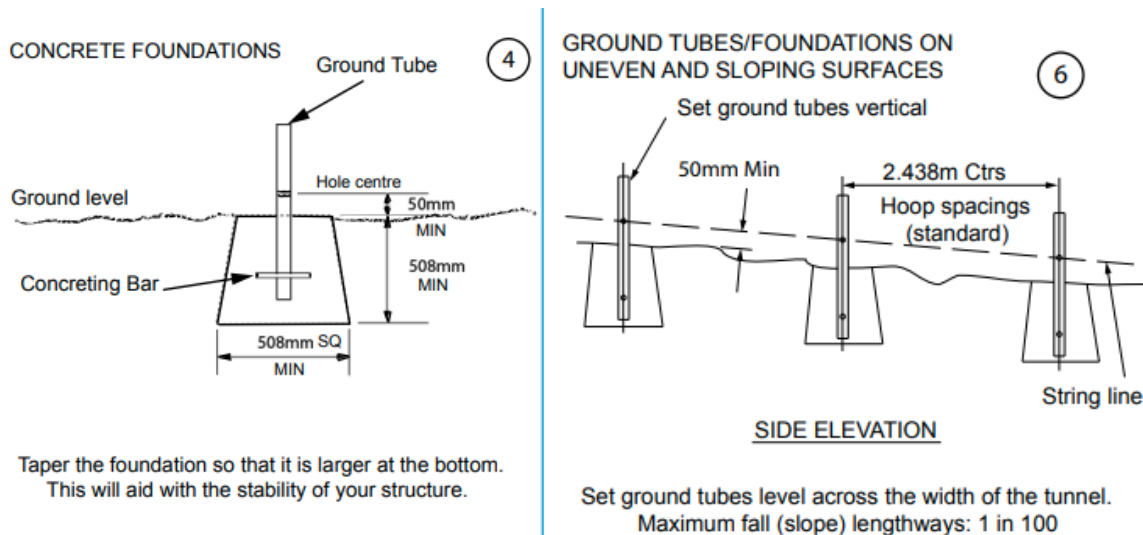 CONCRETE FOUNDATIONS
4
Ground Tube
Hole centre
Ground level
50mm
MIN
Concreting Bar
508mm
MIN
508mm SQ
MIN
Taper the foundation so that it is larger at the bottom.
This will aid with the stability of your structure.
GROUND TUBES/FOUNDATIONS ON
UNEVEN AND SLOPING SURFACES
6
Set ground tubes vertical
50mm Min
2.438m Ctrs
Hoop spacings
(standard)
String line
SIDE ELEVATION
Set ground tubes level across the width of the tunnel.
Maximum fall (slope) lengthways: 1 in 100